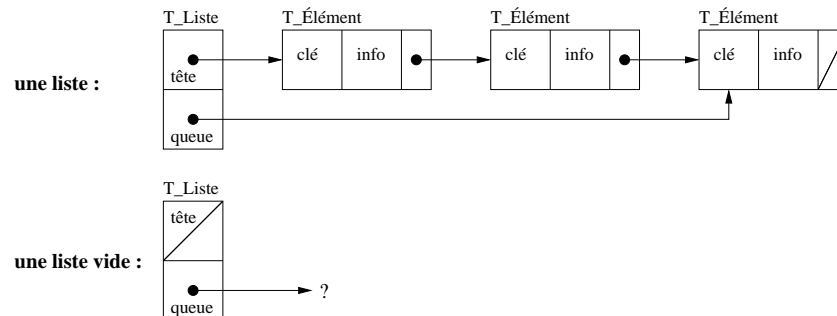 T_Liste T_Élément T_Élément T_Élément
clé info clé info clé info
tête
une liste :
queue
T_Liste
tête
une liste vide :
?
queue